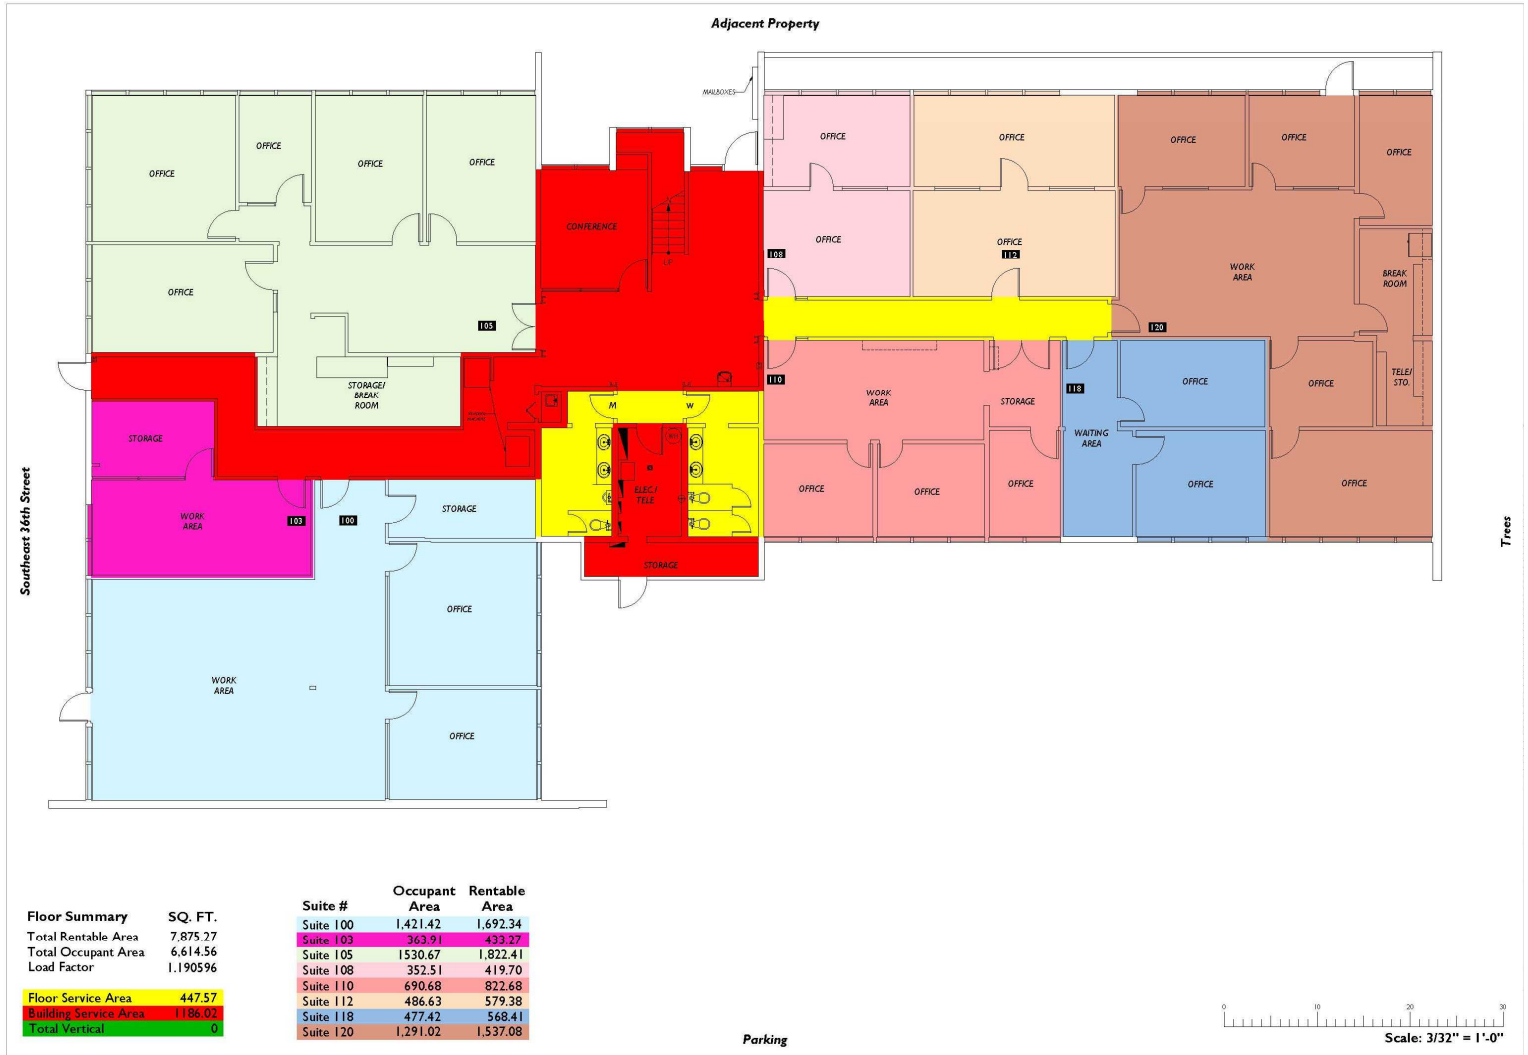 Adjacent Property
MAILBOXES
OFFICE
OFFICE
OFFICE
OFFICE
OFFICE
CONFERENCE
UP
OFFICE
OFFICE
OFFICE
OFFICE
OFFICE
OFFICE
OFFICE
108
112
WORK
AREA
BREAK
ROOM
105
120
STORAGE/
BREAK
ROOM
110
118
WORK
AREA
STORAGE
OFFICE
OFFICE
TELE/
STO.
M
W
STORAGE
WAITING
AREA
WORK
AREA
103
100
STORAGE
ELEC./
TELE
OFFICE
OFFICE
OFFICE
OFFICE
OFFICE
STORAGE
OFFICE
WORK
AREA
OFFICE
Southeast 36th Street
Trees
Floor Summary SQ. FT.
Total Rentable Area 7,875.27
Total Occupant Area 6,614.56
Load Factor 1.190596
Floor Service Area 447.57
Building Service Area 1186.02
Total Vertical 0
Suite # Occupant Area Rentable Area
Suite 100 1,421.42 1,692.34
Suite 103 363.91 433.27
Suite 105 1530.67 1,822.41
Suite 108 352.51 419.70
Suite 110 690.68 822.68
Suite 112 486.63 579.38
Suite 118 477.42 568.41
Suite 120 1,291.02 1,537.08
Parking
0 10 20 30
Scale: 3/32" = 1'-0"